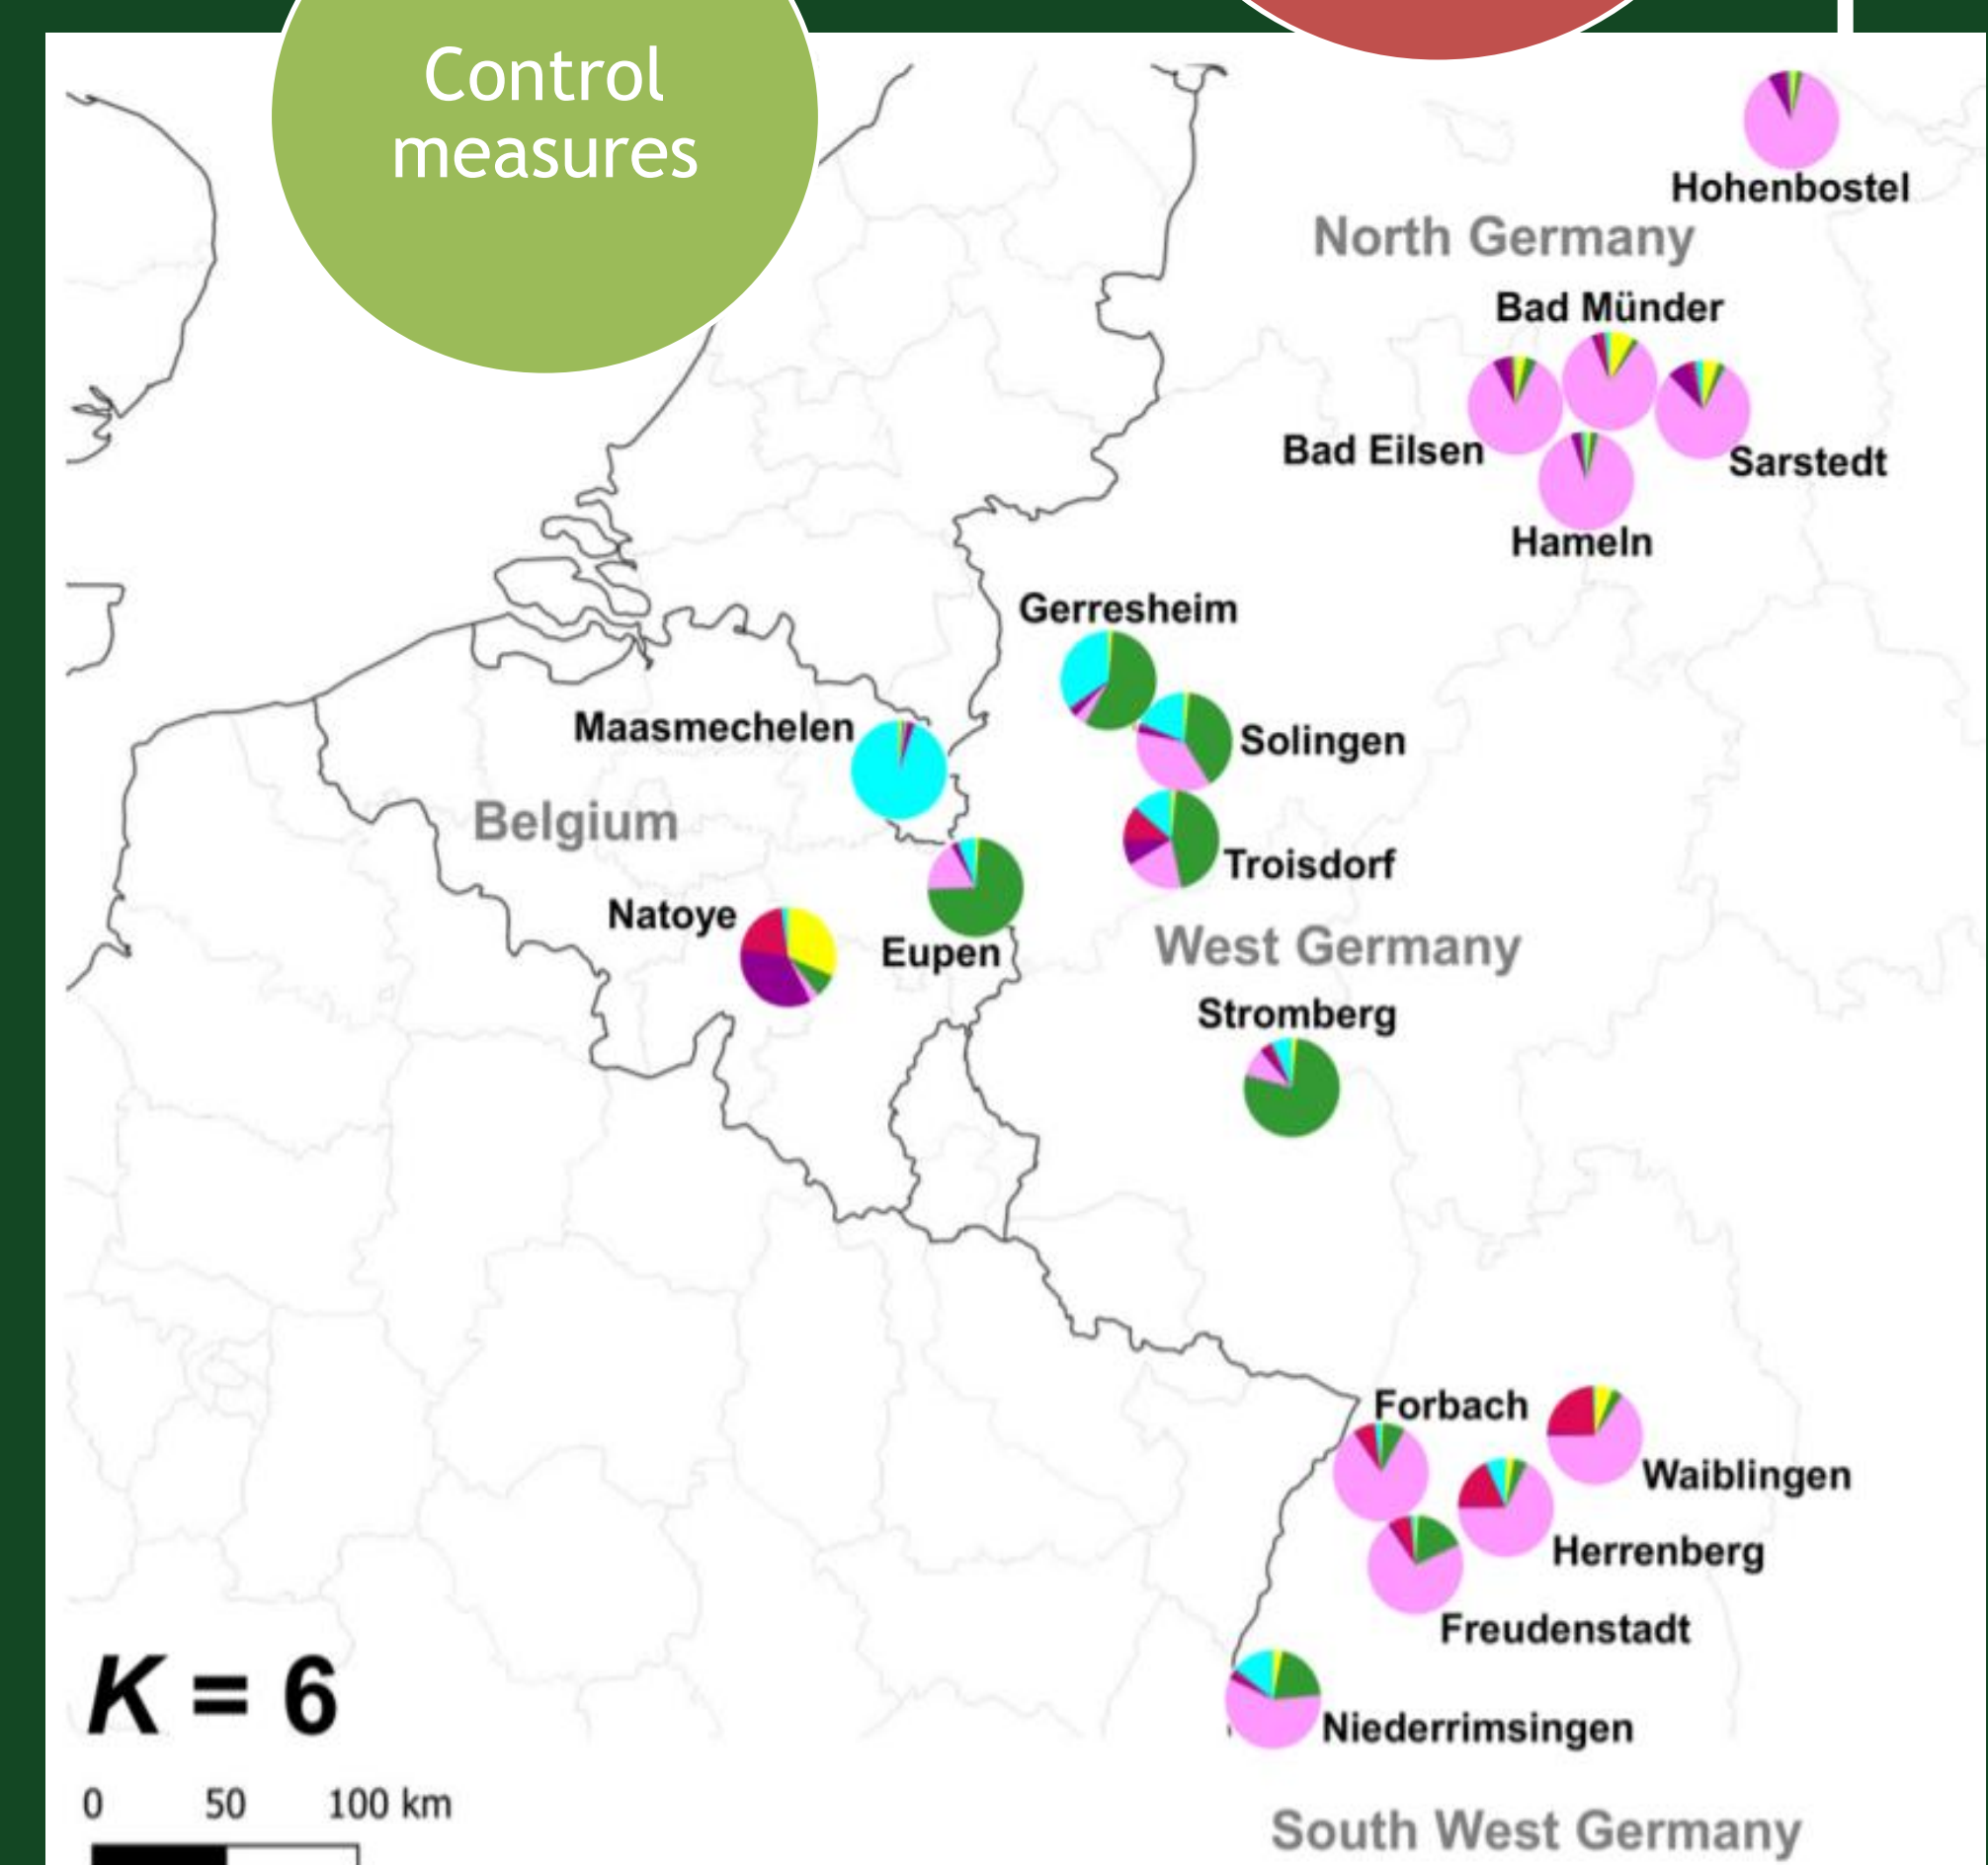 Control
measures
Hohenbostel
North Germany
Bad Münder
Bad Eilsen
Sarstedt
Hameln
Gerresheim
Maasmechelen
Solingen
Belgium
Troisdorf
Natoye
Eupen
West Germany
Stromberg
Forbach
Waiblingen
Herrenberg
Freudenstadt
K = 6
Niederrimsingen
0 50 100 km
South West Germany